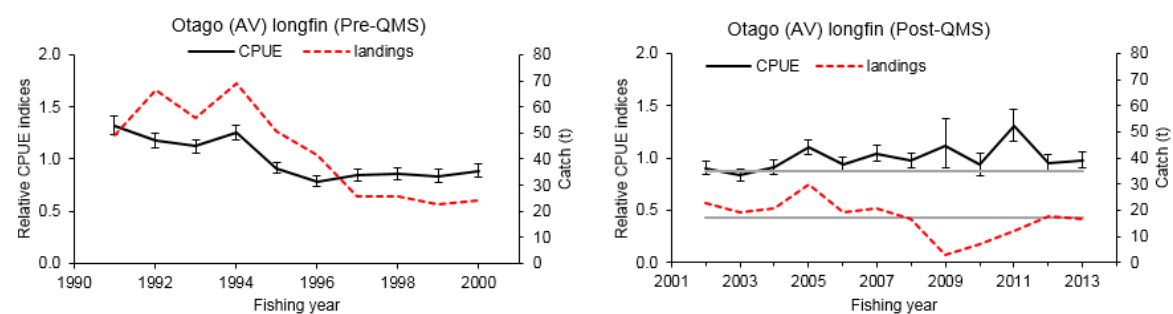 Otago (AV) longfin (Pre-QMS)
CPUE landings
2.0
1.5
1.0
0.5
0.0
Relative CPUE indices
80
70
60
50
40
30
20
10
0
Catch (t)
1990 1992 1994 1996 1998 2000
Fishing year
Otago (AV) longfin (Post-QMS)
CPUE landings
2.0
1.5
1.0
0.5
0.0
Relative CPUE indices
80
70
60
50
40
30
20
10
0
Catch (t)
2001 2003 2005 2007 2009 2011 2013
Fishing year